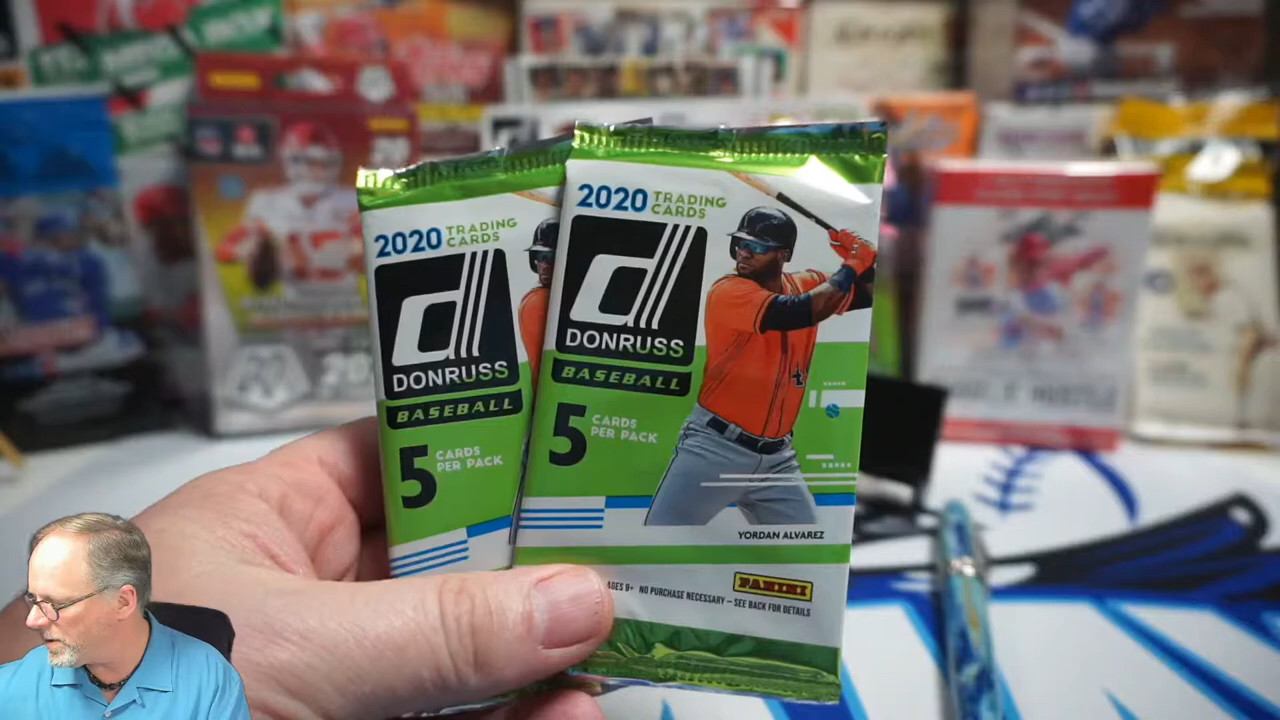 2020 TRADING CARDS
d
DONRUSS
BASEBALL
5 CARDS PER PACK
2020 TRADING CARDS
d
DONRUSS
BASEBALL
5 CARDS PER PACK
YORDAN ALVAREZ
PANINI
AGES 9+ NO PURCHASE NECESSARY – SEE BACK FOR DETAILS